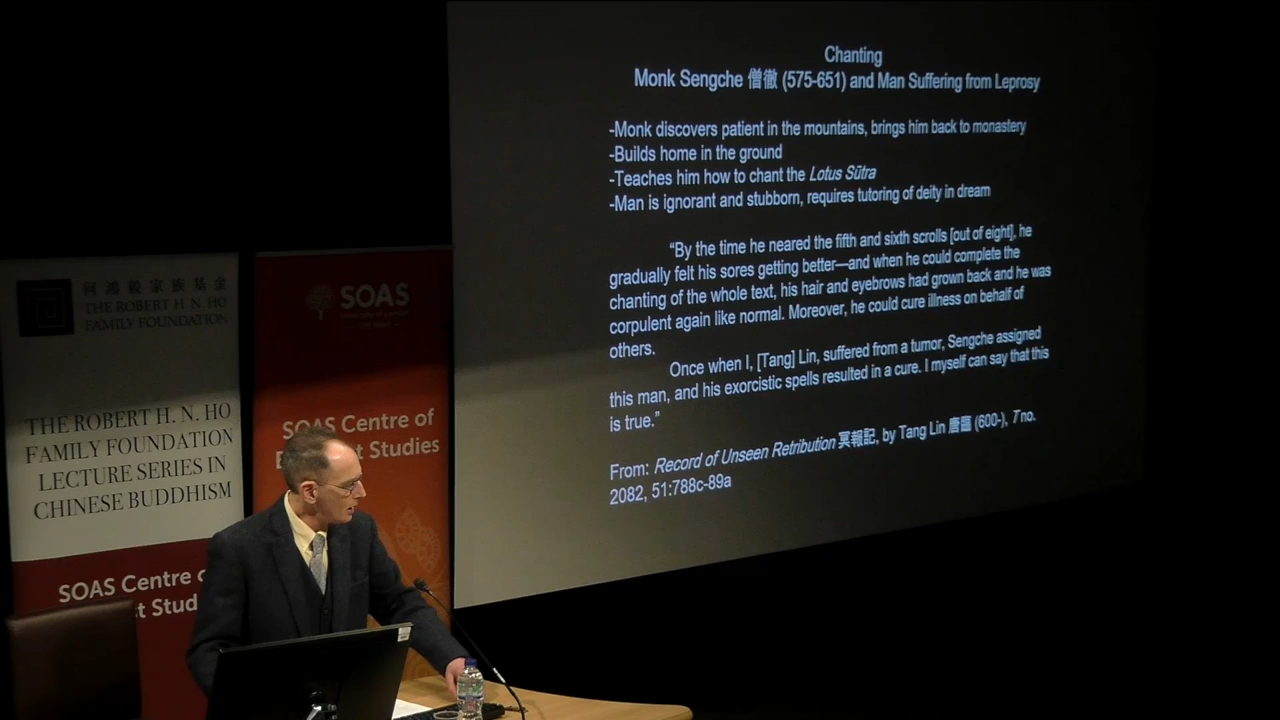 Chanting
Monk Sengche 僧徹 (575-651) and Man Suffering from Leprosy
-Monk discovers patient in the mountains, brings him back to monastery
-Builds home in the ground
-Teaches him how to chant the Lotus Sūtra
-Man is ignorant and stubborn, requires tutoring of deity in dream
“By the time he neared the fifth and sixth scrolls [out of eight], he
gradually felt his sores getting better—and when he could complete the
chanting of the whole text, his hair and eyebrows had grown back and he was
corpulent again like normal. Moreover, he could cure illness on behalf of
others.
Once when I, [Tang] Lin, suffered from a tumor, Sengche assigned
this man, and his exorcistic spells resulted in a cure. I myself can say that this
is true.”
From: Record of Unseen Retribution 冥報記, by Tang Lin 唐臨 (600-), T no.
2082, 51:788c-89a
何鴻毅家族基金
THE ROBERT H. N. HO
FAMILY FOUNDATION
THE ROBERT H. N. HO
FAMILY FOUNDATION
LECTURE SERIES IN
CHINESE BUDDHISM
SOAS Centre
t Stud
SOAS
University of London
SOAS Centre of
t Studies